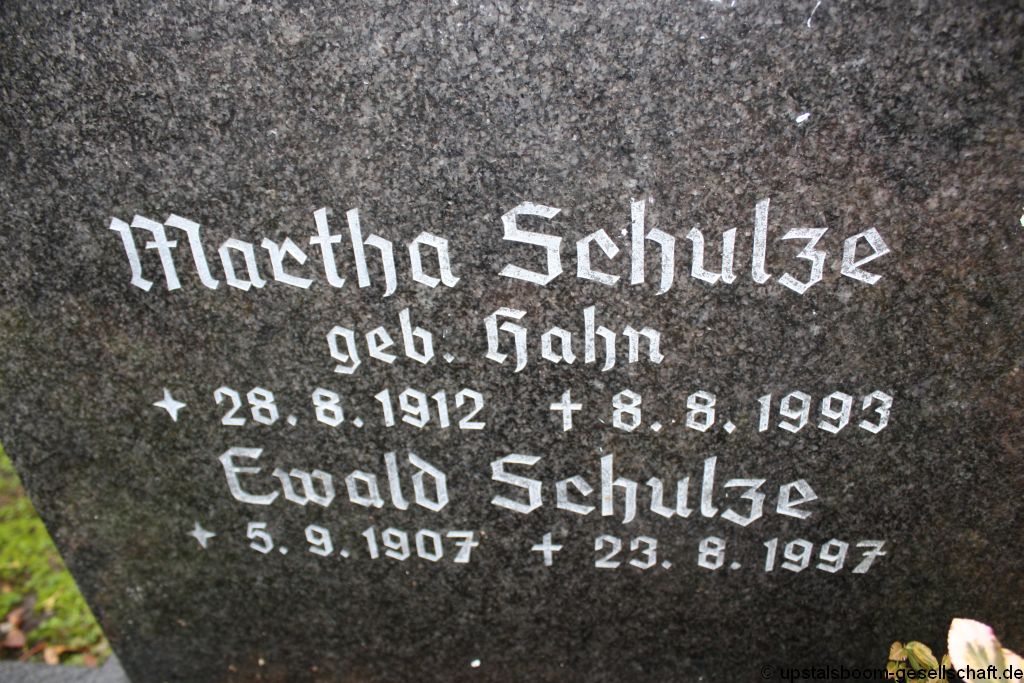 Martha Schulze
geb. Hahn
✦ 28. 8. 1912 † 8. 8. 1993
Ewald Schulze
✦ 5. 9. 1907 † 23. 8. 1997
© upstalsboom-gesellschaft.de